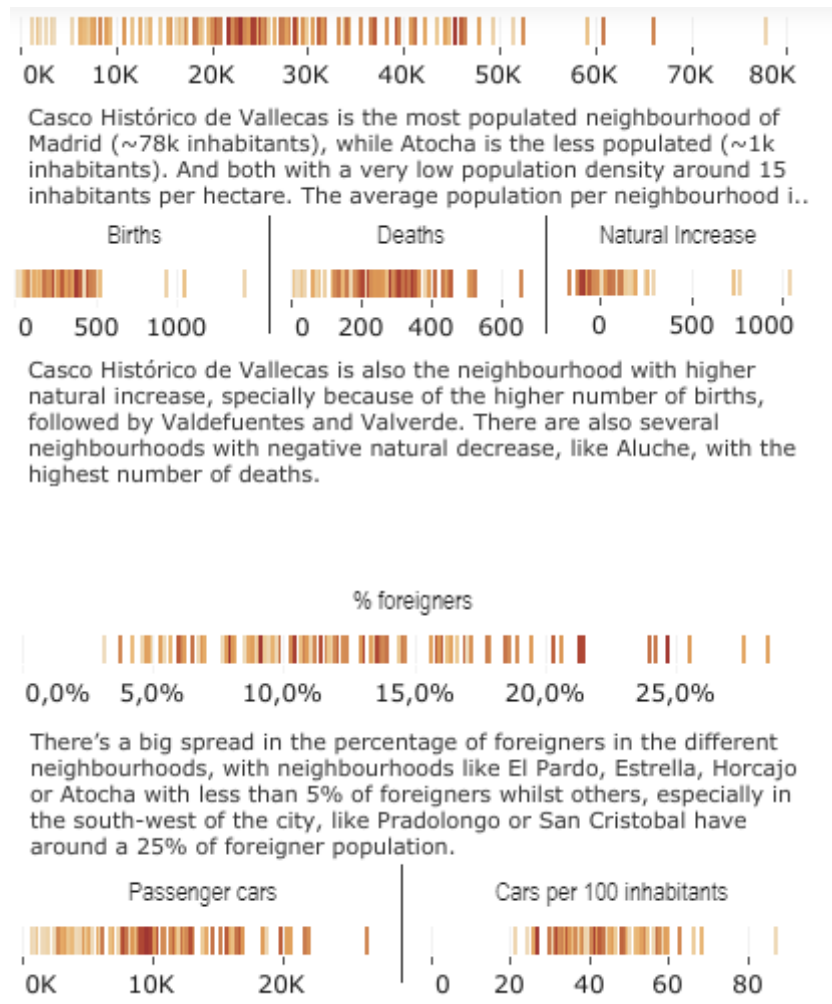 0K 10K 20K 30K 40K 50K 60K 70K 80K
Casco Histórico de Vallecas is the most populated neighbourhood of
Madrid (~78k inhabitants), while Atocha is the less populated (~1k
inhabitants). And both with a very low population density around 15
inhabitants per hectare. The average population per neighbourhood i..
Births Deaths Natural Increase
0 500 1000 0 200 400 600 0 500 1000
Casco Histórico de Vallecas is also the neighbourhood with higher
natural increase, specially because of the higher number of births,
followed by Valdefuentes and Valverde. There are also several
neighbourhoods with negative natural decrease, like Aluche, with the
highest number of deaths.
% foreigners
0,0% 5,0% 10,0% 15,0% 20,0% 25,0%
There's a big spread in the percentage of foreigners in the different
neighbourhoods, with neighbourhoods like El Pardo, Estrella, Horcajo
or Atocha with less than 5% of foreigners whilst others, especially in
the south-west of the city, like Pradolongo or San Cristobal have
around a 25% of foreigner population.
Passenger cars Cars per 100 inhabitants
0K 10K 20K 0 20 40 60 80